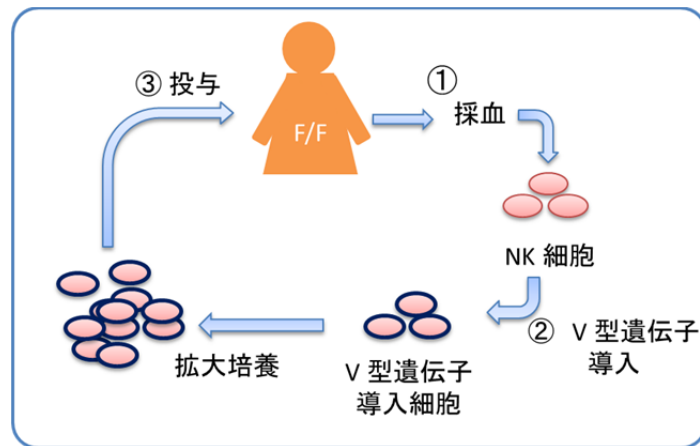 ③ 投与
F/F
①
採血
NK 細胞
② V 型遺伝子
導入
V 型遺伝子
導入細胞
拡大培養